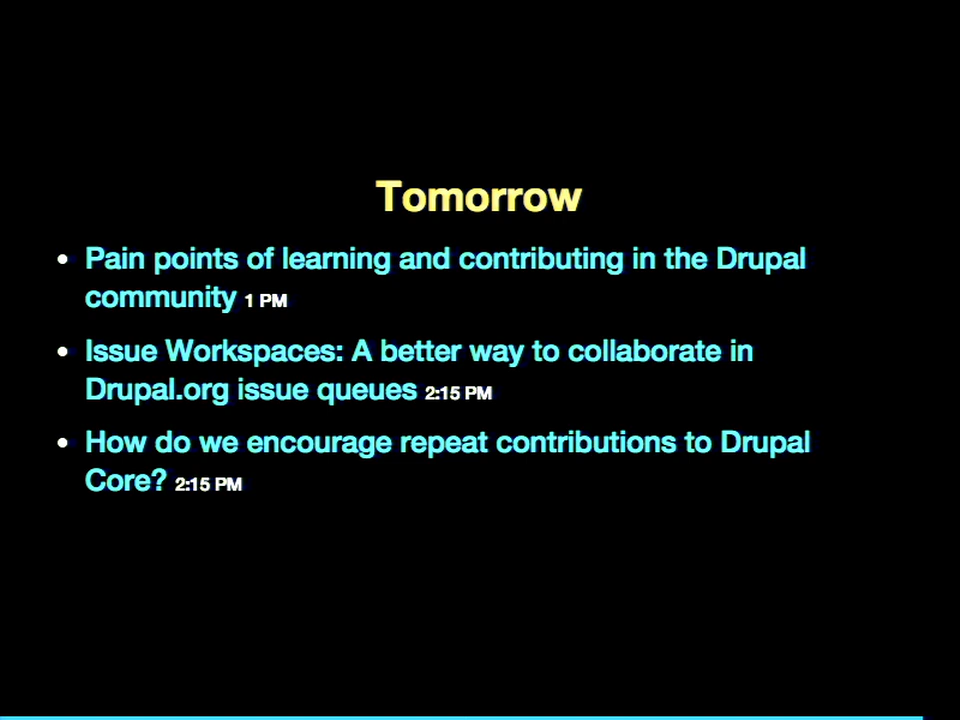 Tomorrow
• Pain points of learning and contributing in the Drupal
community 1 PM
• Issue Workspaces: A better way to collaborate in
Drupal.org issue queues 2:15 PM
• How do we encourage repeat contributions to Drupal
Core? 2:15 PM